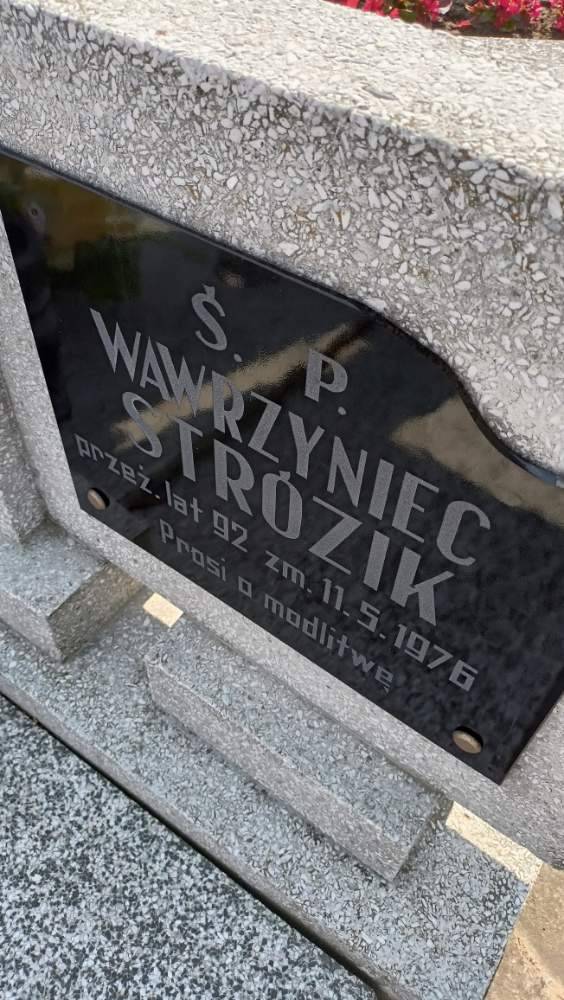 Ś. P.
WAWRZYNIEC
STRÓZIK
przeż. lat 92 zm. 11.5.1976
Prosi o modlitwę